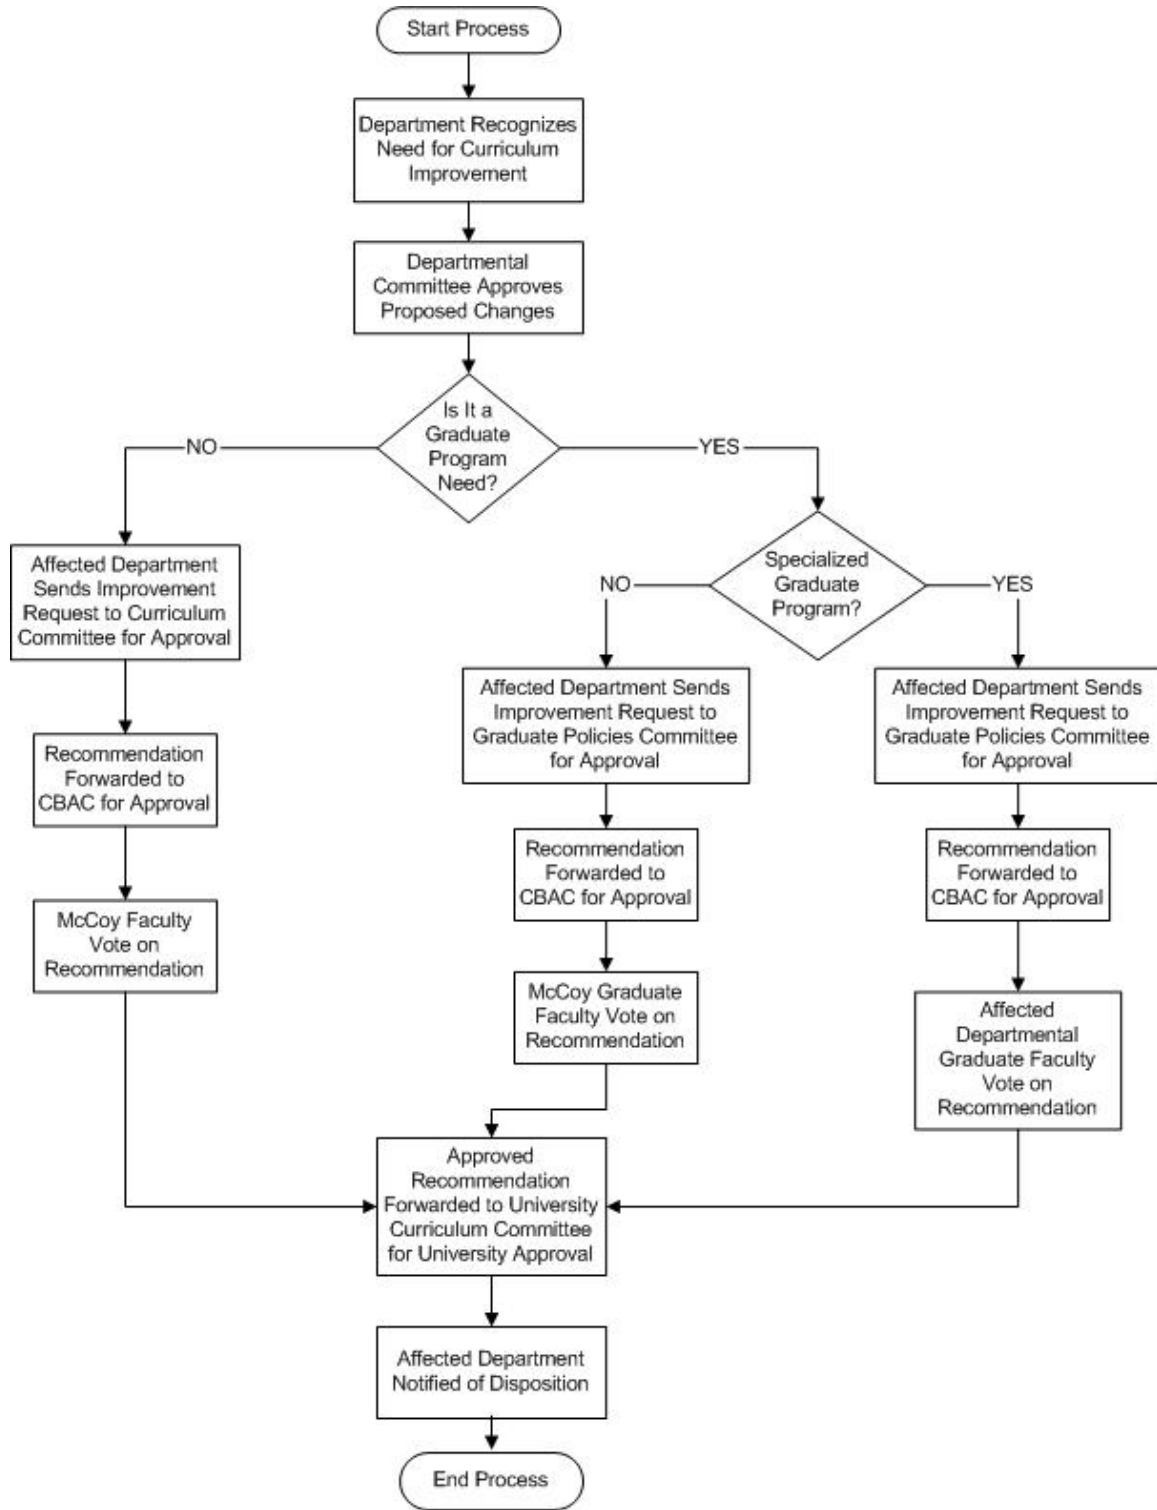 Start Process
Department Recognizes
Need for Curriculum
Improvement
Departmental
Committee Approves
Proposed Changes
Is It a
Graduate
Program
Need?
NO
YES
Affected Department
Sends Improvement
Request to Curriculum
Committee for Approval
Recommendation
Forwarded to
CBAC for Approval
McCoy Faculty
Vote on
Recommendation
Specialized
Graduate
Program?
NO
YES
Affected Department Sends
Improvement Request to
Graduate Policies Committee
for Approval
Recommendation
Forwarded to
CBAC for Approval
McCoy Graduate
Faculty Vote on
Recommendation
Affected Department Sends
Improvement Request to
Graduate Policies Committee
for Approval
Recommendation
Forwarded to
CBAC for Approval
Affected
Departmental
Graduate Faculty
Vote on
Recommendation
Approved
Recommendation
Forwarded to University
Curriculum Committee
for University Approval
Affected Department
Notified of Disposition
End Process